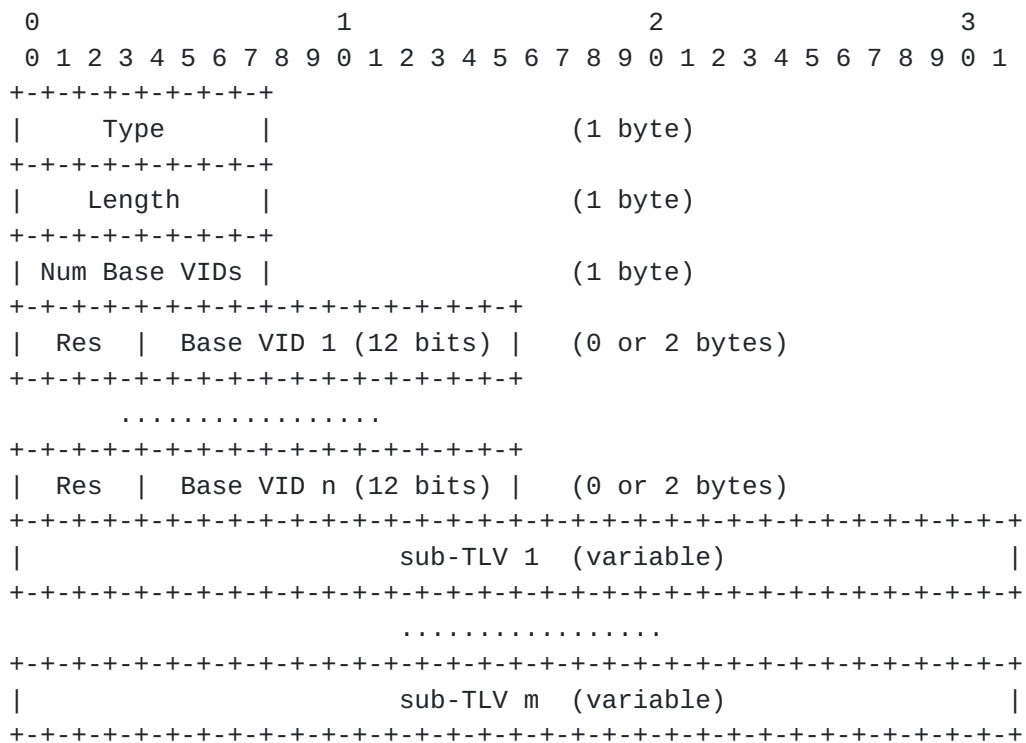 0                   1                   2                   3
 0 1 2 3 4 5 6 7 8 9 0 1 2 3 4 5 6 7 8 9 0 1 2 3 4 5 6 7 8 9 0 1
+-+-+-+-+-+-+-+-+
|     Type      |                   (1 byte)
+-+-+-+-+-+-+-+-+
|    Length     |                   (1 byte)
+-+-+-+-+-+-+-+-+
| Num Base VIDs |                   (1 byte)
+-+-+-+-+-+-+-+-+-+-+-+-+-+-+-+-+
|  Res  |  Base VID 1 (12 bits) |   (0 or 2 bytes)
+-+-+-+-+-+-+-+-+-+-+-+-+-+-+-+-+
       .................
+-+-+-+-+-+-+-+-+-+-+-+-+-+-+-+-+
|  Res  |  Base VID n (12 bits) |   (0 or 2 bytes)
+-+-+-+-+-+-+-+-+-+-+-+-+-+-+-+-+-+-+-+-+-+-+-+-+-+-+-+-+-+-+-+-+
|                        sub-TLV 1  (variable)                  |
+-+-+-+-+-+-+-+-+-+-+-+-+-+-+-+-+-+-+-+-+-+-+-+-+-+-+-+-+-+-+-+-+
                         .................
+-+-+-+-+-+-+-+-+-+-+-+-+-+-+-+-+-+-+-+-+-+-+-+-+-+-+-+-+-+-+-+-+
|                        sub-TLV m  (variable)                  |
+-+-+-+-+-+-+-+-+-+-+-+-+-+-+-+-+-+-+-+-+-+-+-+-+-+-+-+-+-+-+-+-+